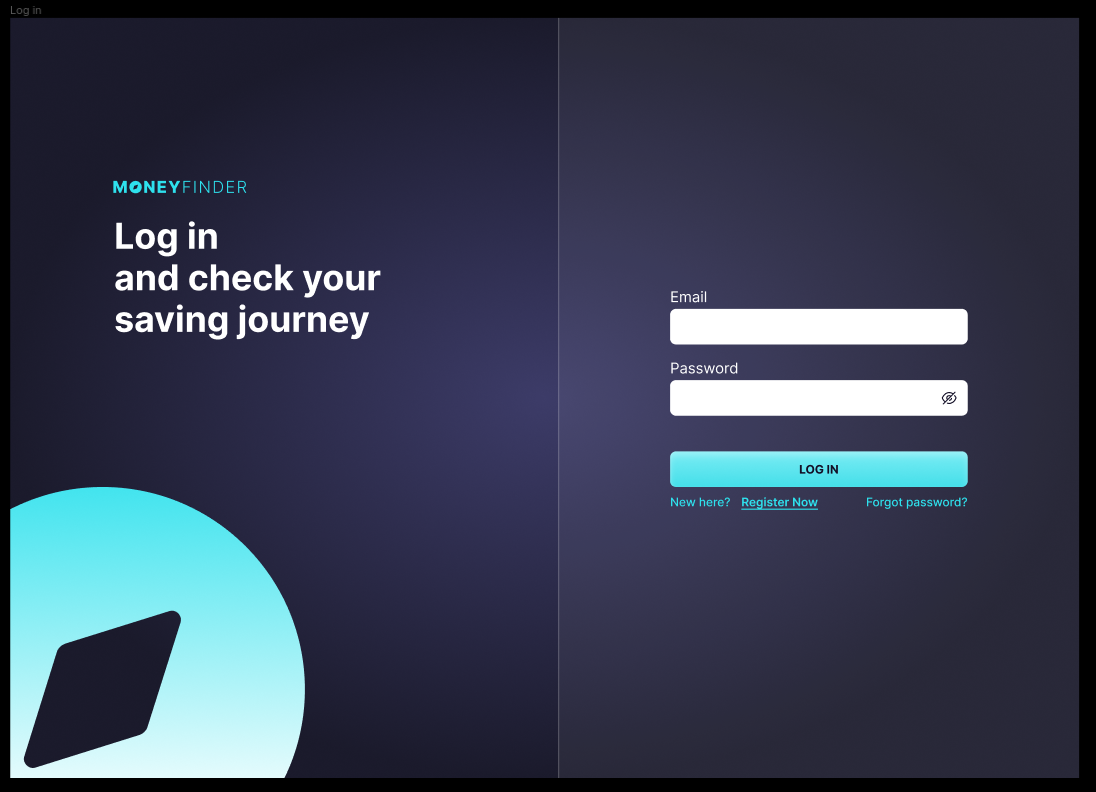 Log in
MONEYFINDER
Log in
and check your
saving journey
Email
Password
LOG IN
New here? Register Now Forgot password?